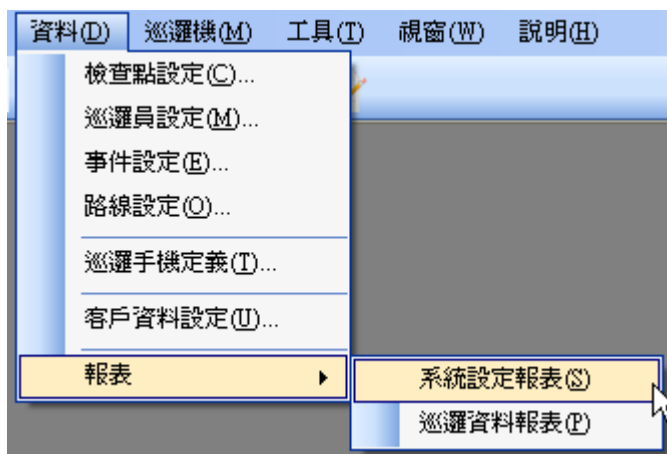 資料(D) 巡邏機(M) 工具(T) 視窗(W) 說明(H)
檢查點設定(C)...
巡邏員設定(M)...
事件設定(E)...
路線設定(O)...
巡邏手機定義(T)...
客戶資料設定(U)...
報表
系統設定報表(S)
巡邏資料報表(P)